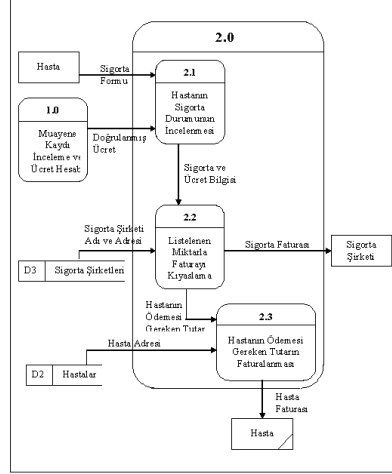 2.0
Hasta
Sigorta
Formu
2.1
Hastanın
Sigorta
Durumunun
İncelenmesi
1.0
Muayene
Kaydı
İnceleme ve
Ücret Hesab
Doğrulanmış
Ücret
Sigorta ve
Ücret Bilgisi
2.2
Listelenen
Miktarla
Faturayı
Kıyaslama
Sigorta Şirketi
Adı ve Adresi
D3 Sigorta Şirketleri
Sigorta Faturası
Sigorta
Şirketi
Hastanın
Ödemesi
Gereken Tutar
2.3
Hastanın Ödemesi
Gereken Tutarın
Faturalanması
Hasta Adresi
D2 Hastalar
Hasta
Faturası
Hasta